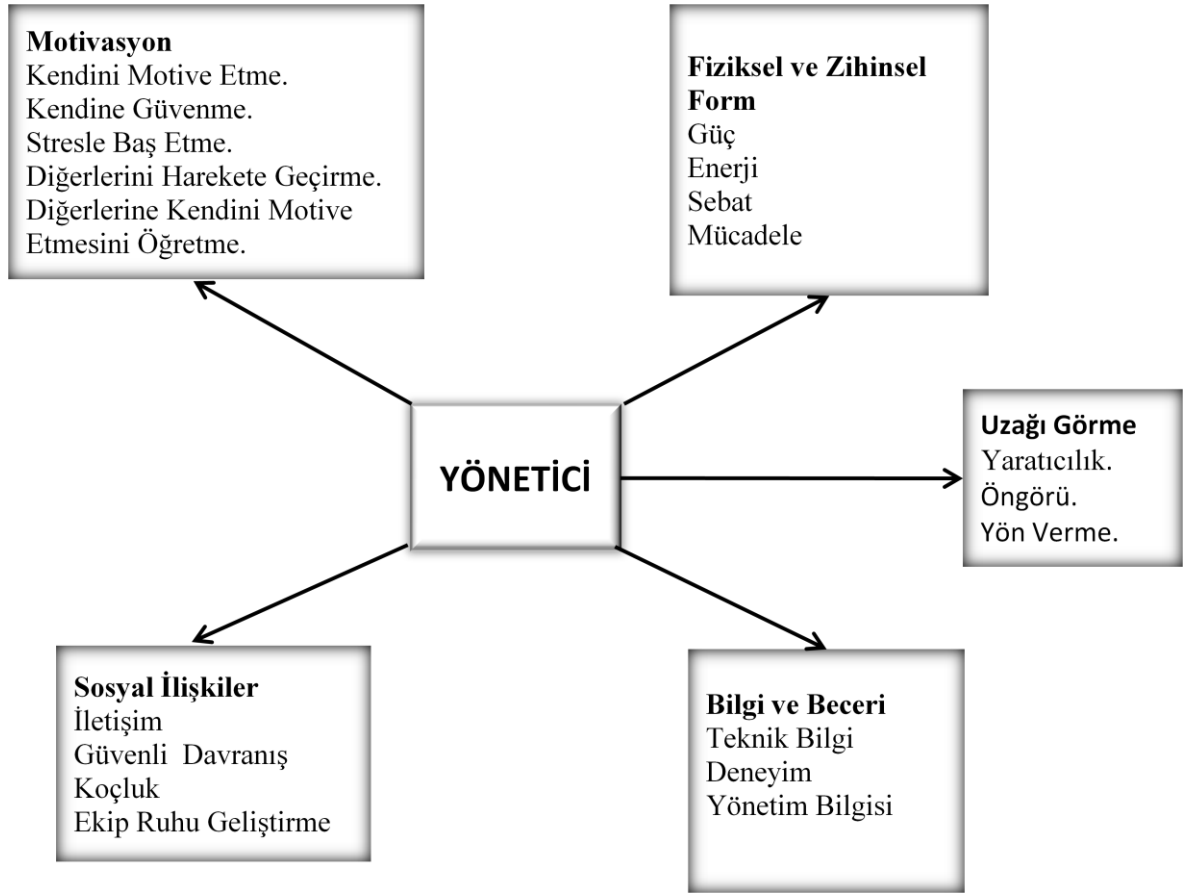 Motivasyon
Kendini Motive Etme.
Kendine Güvenme.
Stresle Baş Etme.
Diğerlerini Harekete Geçirme.
Diğerlerine Kendini Motive
Etmesini Öğretme.
Fiziksel ve Zihinsel
Form
Güç
Enerji
Sebat
Mücadele
YÖNETİCİ
Uzağı Görme
Yaratıcılık.
Öngörü.
Yön Verme.
Sosyal İlişkiler
İletişim
Güvenli  Davranış
Koçluk
Ekip Ruhu Geliştirme
Bilgi ve Beceri
Teknik Bilgi
Deneyim
Yönetim Bilgisi